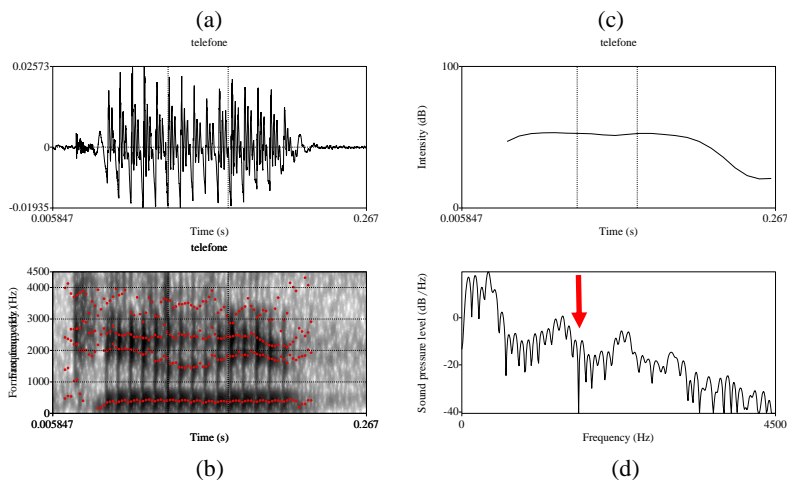 (a)
(c)
telefone
telefone
0.02573
0
-0.01935
0.005847
0.267
Time (s)
100
Intensity (dB)
0
0.005847
0.267
Time (s)
telefone
4500
3000
2000
1000
0
0.005847
0.267
Time (s)
0
-20
-40
Sound pressure level (dB/Hz)
0
4500
Frequency (Hz)
(b)
(d)